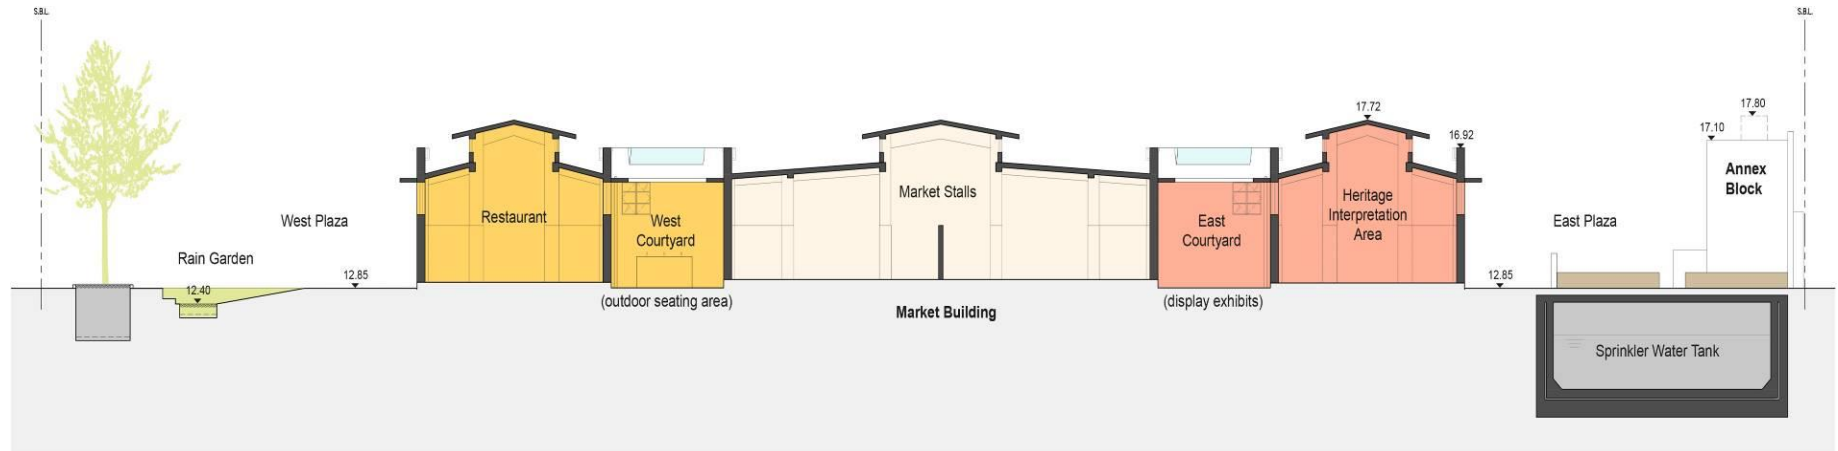 S.B.L.
S.B.L.
17.80
17.72
17.10
16.92
Annex
Block
Market Stalls
Heritage
Interpretation
Area
Restaurant
West
Courtyard
East
Courtyard
West Plaza
East Plaza
Rain Garden
12.85
12.85
12.40
(outdoor seating area)
(display exhibits)
Market Building
Sprinkler Water Tank